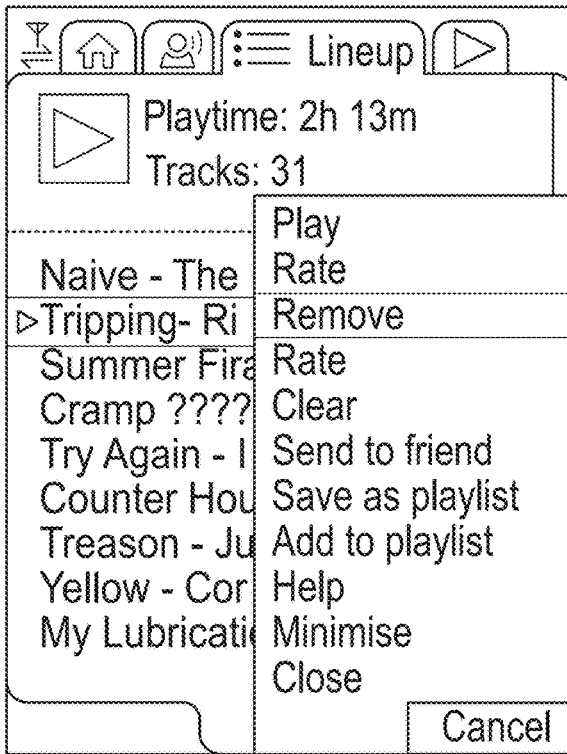 Lineup
Playtime: 2h 13m
Tracks: 31
Play
Rate
Naive - The
Remove
Tripping- Ri
Rate
Summer Fira
Clear
Cramp ????
Send to friend
Try Again - I
Save as playlist
Counter Hou
Add to playlist
Treason - Ju
Help
Yellow - Cor
Minimise
My Lubricati
Close
Cancel